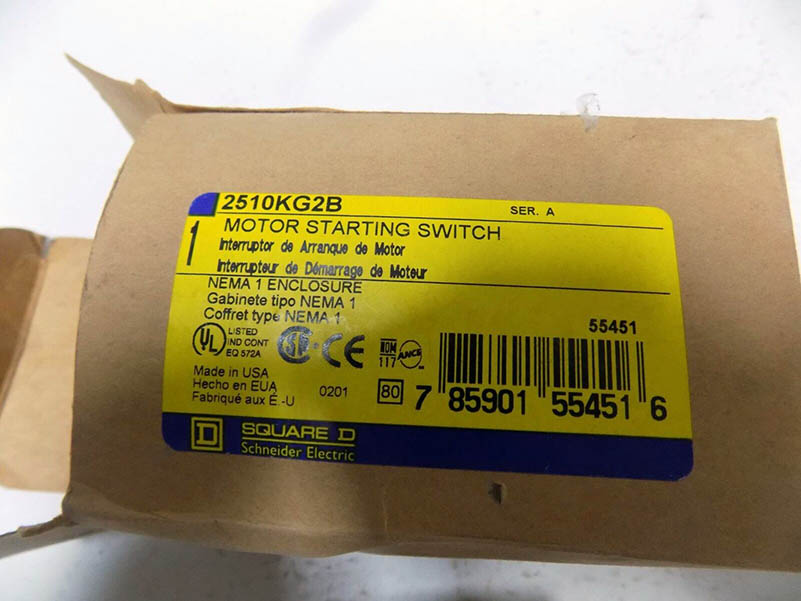 2510KG2B SER. A
1 MOTOR STARTING SWITCH
Interruptor de Arranque de Motor
Interrupteur de Démarrage de Moteur
NEMA 1 ENCLOSURE
Gabinete tipo NEMA 1
Coffret type NEMA 1
55451
UL LISTED
IND CONT
EQ 572A
CE
NOM
117 ANCE
Made in USA
Hecho en EUA
Fabriqué aux É.-U
0201
80
7 85901 55451 6
D SQUARE D
Schneider Electric